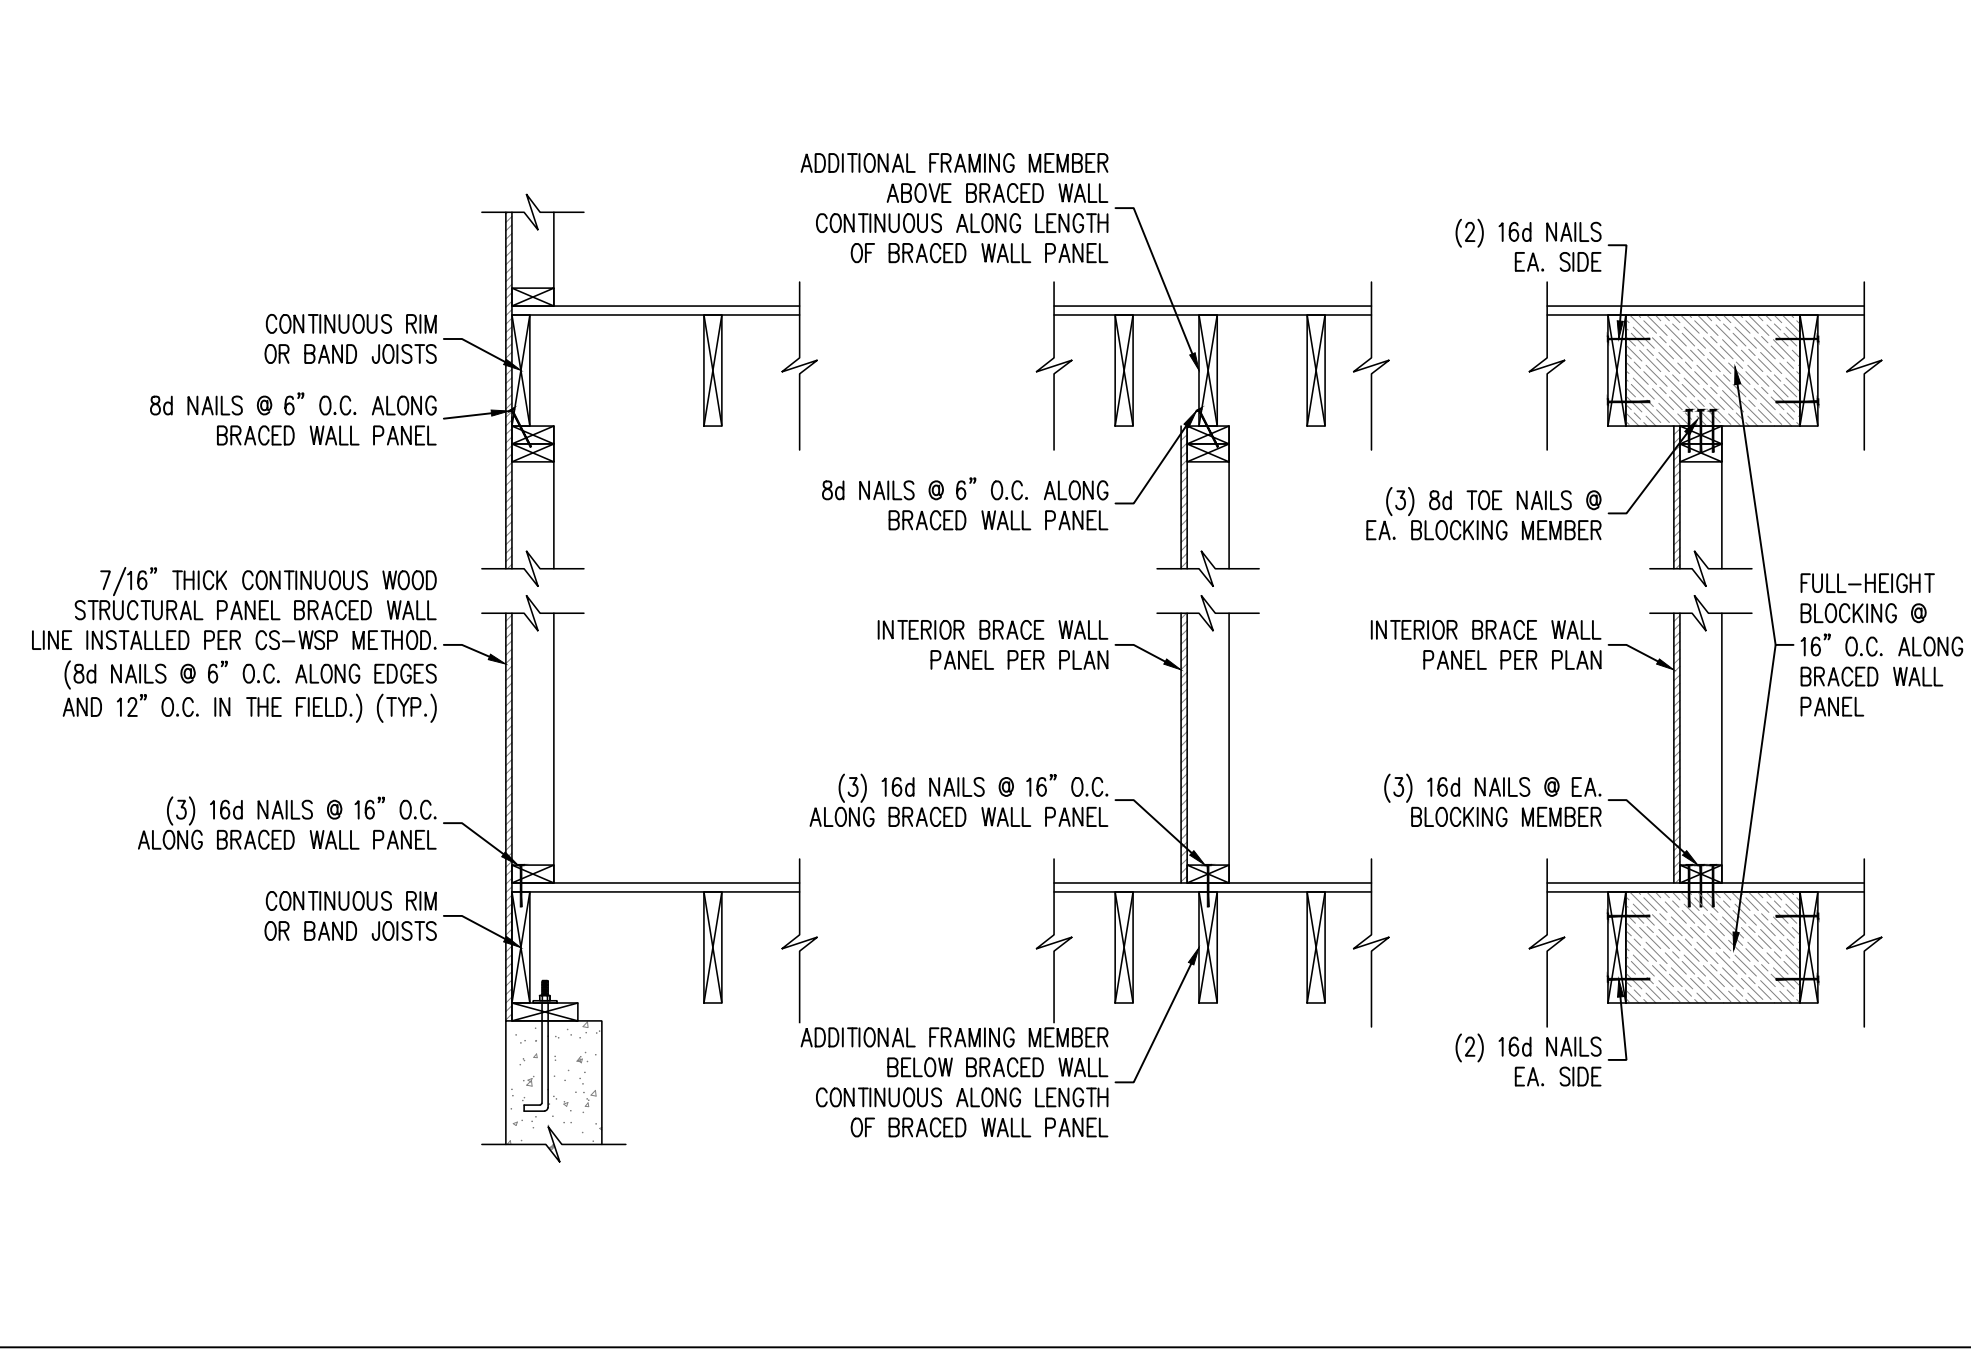 ADDITIONAL FRAMING MEMBER
ABOVE BRACED WALL
CONTINUOUS ALONG LENGTH
OF BRACED WALL PANEL
(2) 16d NAILS
EA. SIDE
CONTINUOUS RIM
OR BAND JOISTS
8d NAILS @ 6” O.C. ALONG
BRACED WALL PANEL
8d NAILS @ 6” O.C. ALONG
BRACED WALL PANEL
(3) 8d TOE NAILS @
EA. BLOCKING MEMBER
7/16” THICK CONTINUOUS WOOD
STRUCTURAL PANEL BRACED WALL
LINE INSTALLED PER CS-WSP METHOD.
(8d NAILS @ 6” O.C. ALONG EDGES
AND 12” O.C. IN THE FIELD.) (TYP.)
INTERIOR BRACE WALL
PANEL PER PLAN
INTERIOR BRACE WALL
PANEL PER PLAN
FULL-HEIGHT
BLOCKING @
16” O.C. ALONG
BRACED WALL
PANEL
(3) 16d NAILS @ 16” O.C.
ALONG BRACED WALL PANEL
(3) 16d NAILS @ 16” O.C.
ALONG BRACED WALL PANEL
(3) 16d NAILS @ EA.
BLOCKING MEMBER
CONTINUOUS RIM
OR BAND JOISTS
ADDITIONAL FRAMING MEMBER
BELOW BRACED WALL
CONTINUOUS ALONG LENGTH
OF BRACED WALL PANEL
(2) 16d NAILS
EA. SIDE